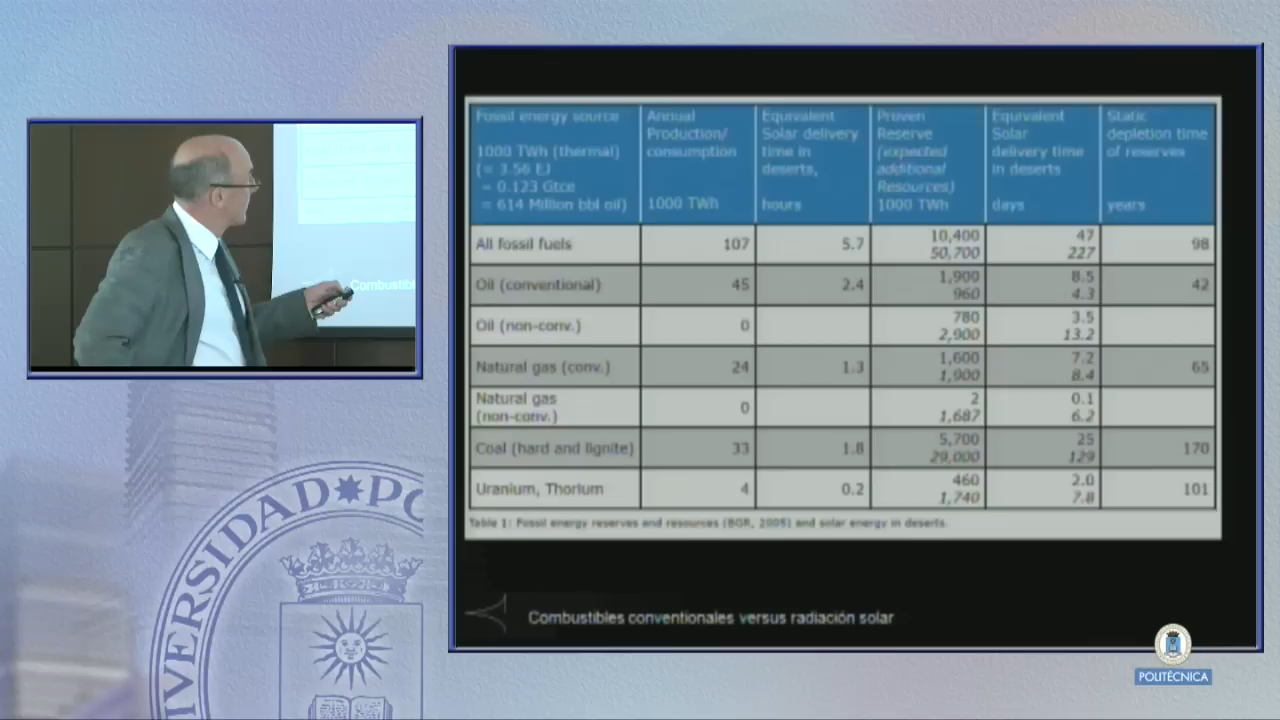 Fossil energy source
1000 TWh (thermal)
(= 3.56 EJ
= 0.123 Gtce
= 614 Million bbl oil)
Annual
Production/
consumption
1000 TWh
Equivalent
Solar delivery
time in
deserts,
hours
Proven
Reserve
(expected
additional
Resources)
1000 TWh
Equivalent
Solar
delivery time
in deserts
days
Static
depletion time
of reserves
years
All fossil fuels 107 5.7 10,400 47 98
50,700 227
Oil (conventional) 45 2.4 1,900 8.5 42
960 4.3
Oil (non-conv.) 0 780 3.5
2,900 13.2
Natural gas (conv.) 24 1.3 1,600 7.2 65
1,900 8.4
Natural gas 0 2 0.1
(non-conv.) 1,687 6.2
Coal (hard and lignite) 33 1.8 5,700 25 170
29,000 129
Uranium, Thorium 4 0.2 460 2.0 101
1,740 7.8
Table 1: Fossil energy reserves and resources (BGR, 2005) and solar energy in deserts.
Combustibles conventionales versus radiación solar
Combustibl
VERSIDAD PO
POLITÉCNICA